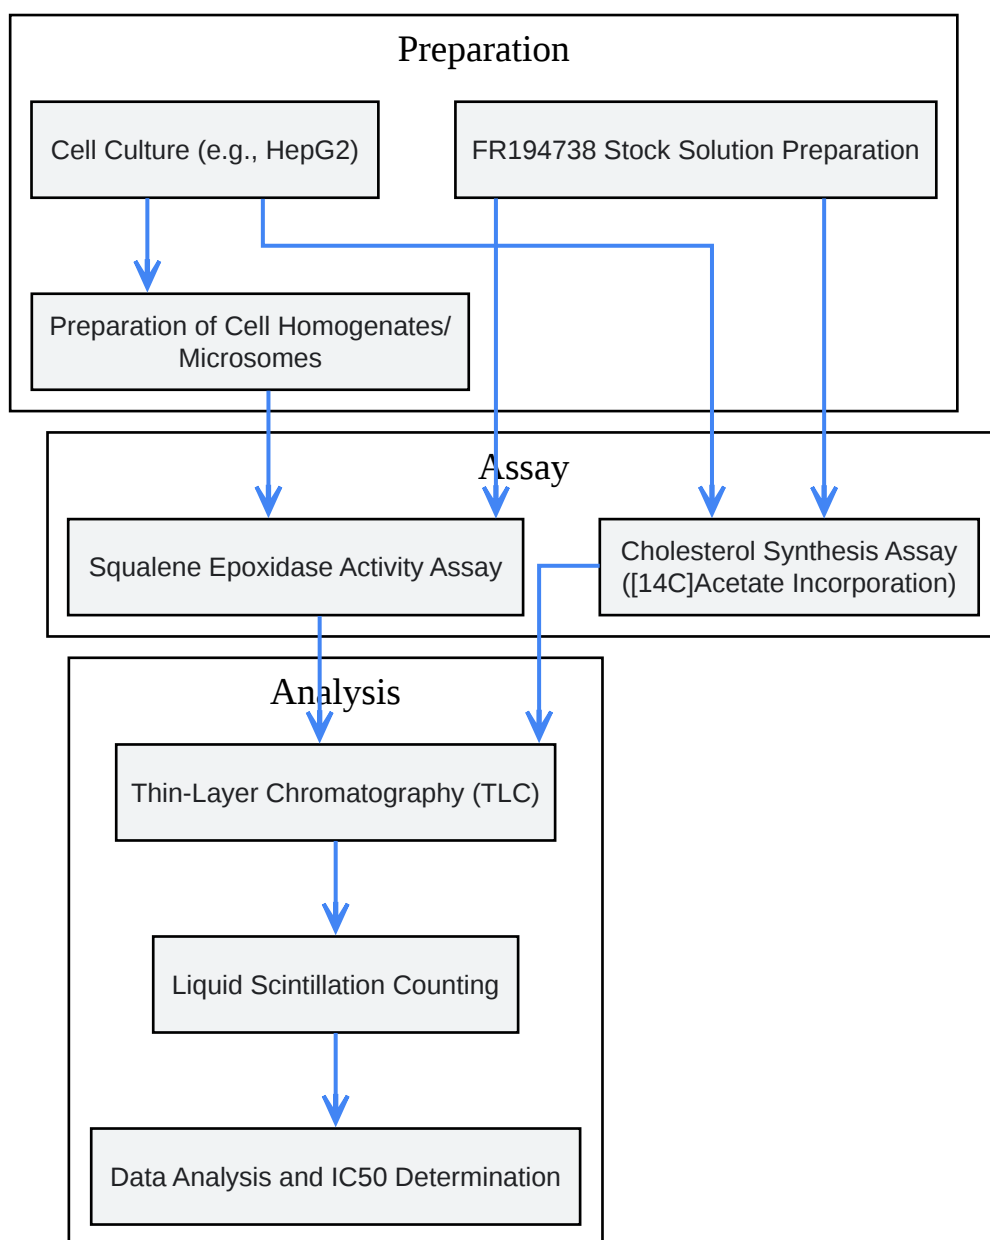 Preparation
Cell Culture (e.g., HepG2)
FR194738 Stock Solution Preparation
Preparation of Cell Homogenates/
Microsomes
Assay
Squalene Epoxidase Activity Assay
Cholesterol Synthesis Assay
([14C]Acetate Incorporation)
Analysis
Thin-Layer Chromatography (TLC)
Liquid Scintillation Counting
Data Analysis and IC50 Determination